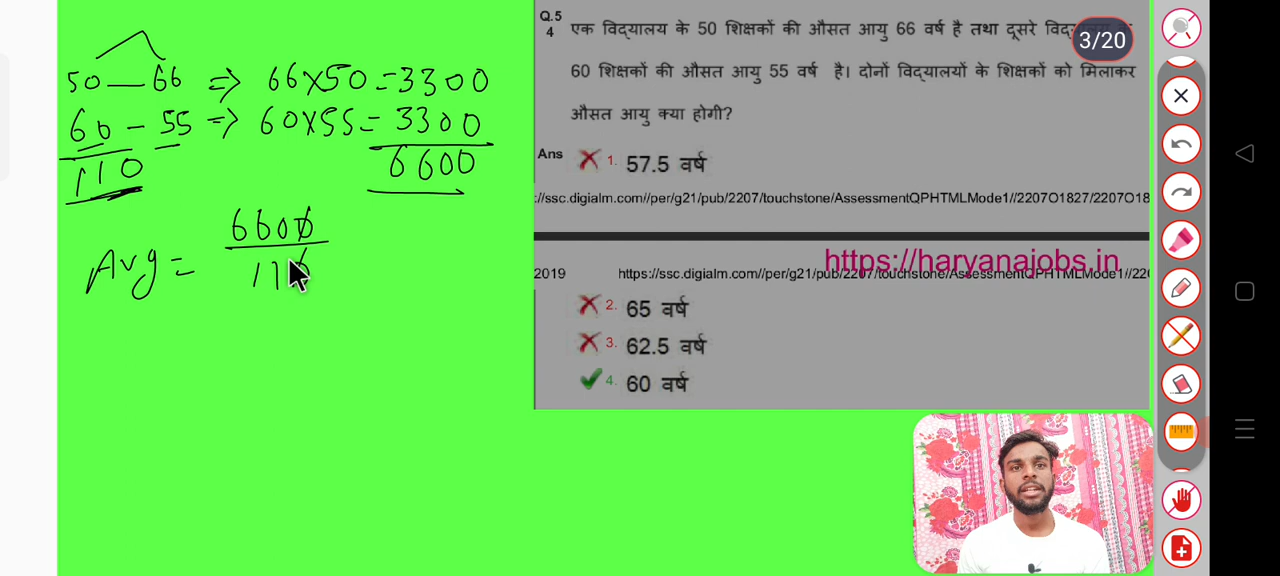 50 — 66 => 66×50=3300
60 - 55 => 60×55= 3300
110 6600
Avg = 6600
110
Q.5
4
एक विद्यालय के 50 शिक्षकों की औसत आयु 66 वर्ष है तथा दूसरे
60 शिक्षकों की औसत आयु 55 वर्ष है। दोनों विद्यालयों के शिक्षकों को मिलाकर
औसत आयु क्या होगी?
3/20
Ans
1. 57.5 वर्ष
://ssc.digialm.com//per/g21/pub/2207/touchstone/AssessmentQPHTMLMode1//2207O1827/2207O18
https://haryanajobs.in
2019 https://ssc.digialm.com//per/g21/pub/2207/touchstone/AssessmentQPHTMLMode1//220
2. 65 वर्ष
3. 62.5 वर्ष
4. 60 वर्ष